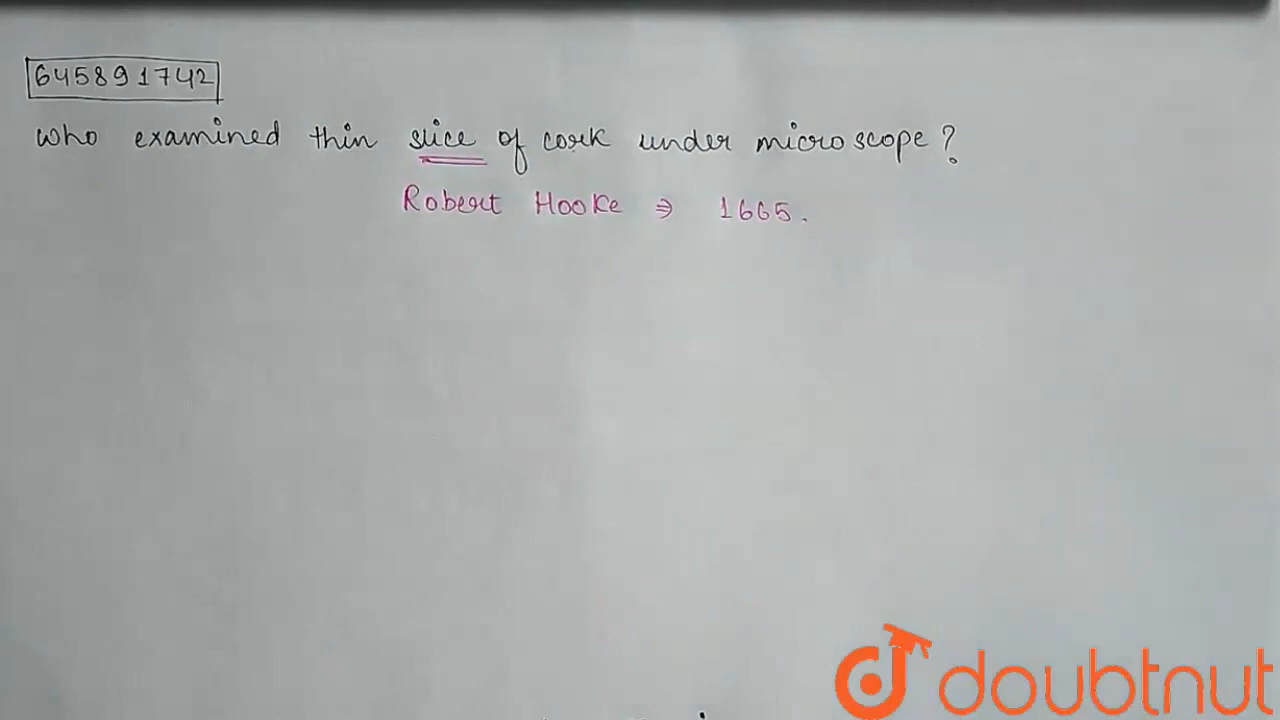 645891742
who examined thin slice of cork under microscope?
Robert Hooke ⇒ 1665.
doubtnut